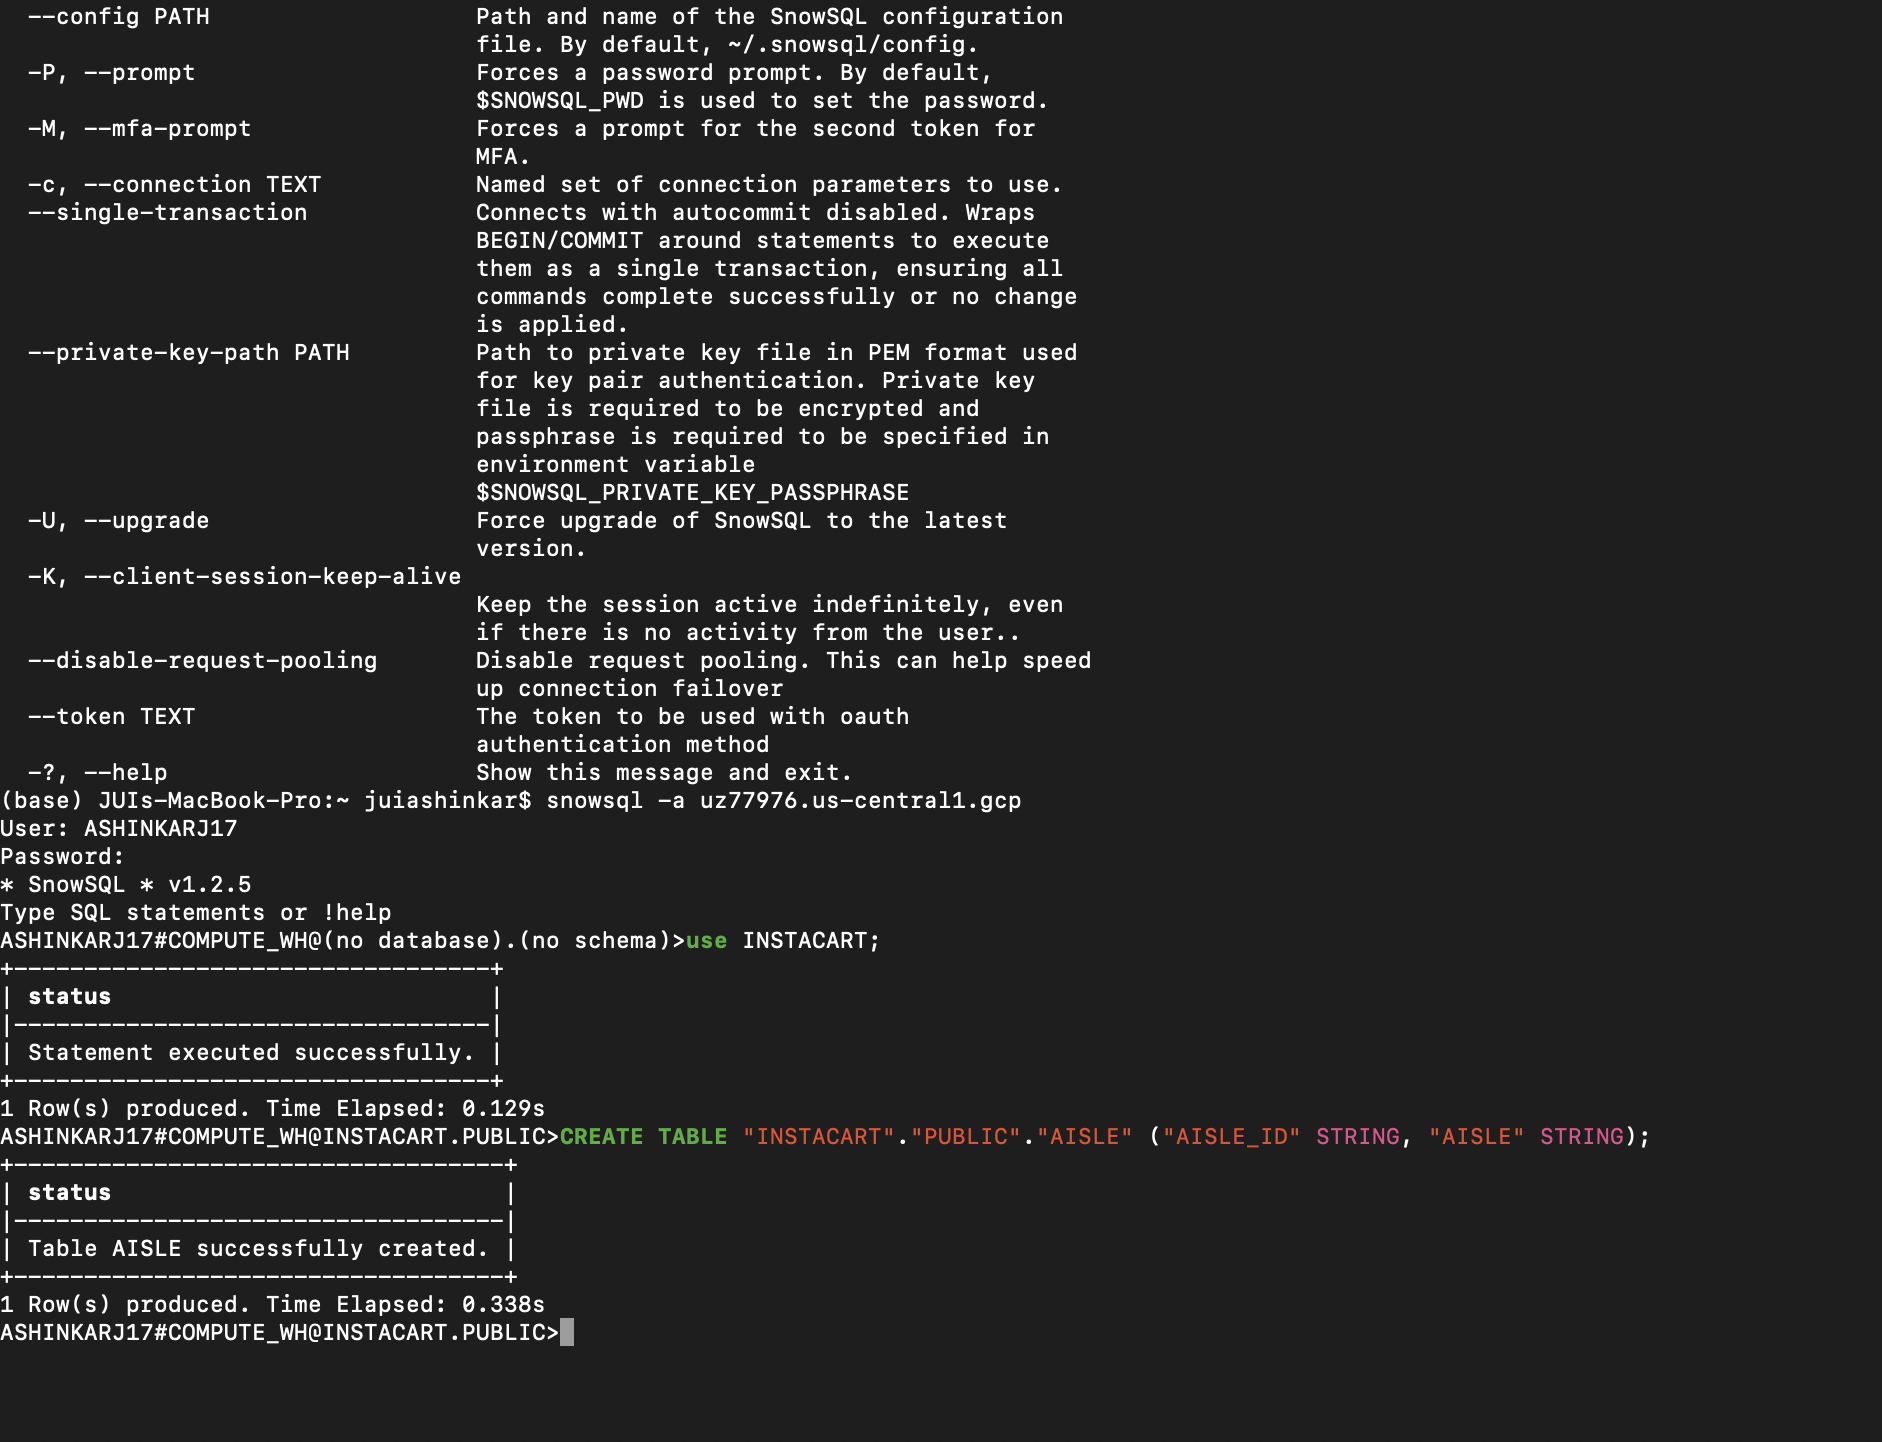 --config PATH                   Path and name of the SnowSQL configuration
file. By default, ~/.snowsql/config.
-P, --prompt                    Forces a password prompt. By default,
$SNOWSQL_PWD is used to set the password.
-M, --mfa-prompt                Forces a prompt for the second token for
MFA.
-c, --connection TEXT           Named set of connection parameters to use.
--single-transaction            Connects with autocommit disabled. Wraps
BEGIN/COMMIT around statements to execute
them as a single transaction, ensuring all
commands complete successfully or no change
is applied.
--private-key-path PATH         Path to private key file in PEM format used
for key pair authentication. Private key
file is required to be encrypted and
passphrase is required to be specified in
environment variable
$SNOWSQL_PRIVATE_KEY_PASSPHRASE
-U, --upgrade                   Force upgrade of SnowSQL to the latest
version.
-K, --client-session-keep-alive
Keep the session active indefinitely, even
if there is no activity from the user..
--disable-request-pooling       Disable request pooling. This can help speed
up connection failover
--token TEXT                    The token to be used with oauth
authentication method
-?, --help                      Show this message and exit.
(base) JUIs-MacBook-Pro:~ juiashinkar$ snowsql -a uz77976.us-central1.gcp
User: ASHINKARJ17
Password:
* SnowSQL * v1.2.5
Type SQL statements or !help
ASHINKARJ17#COMPUTE_WH@(no database).(no schema)>use INSTACART;
+----------------------------------+
| status                           |
|----------------------------------|
| Statement executed successfully. |
+----------------------------------+
1 Row(s) produced. Time Elapsed: 0.129s
ASHINKARJ17#COMPUTE_WH@INSTACART.PUBLIC>CREATE TABLE "INSTACART"."PUBLIC"."AISLE" ("AISLE_ID" STRING, "AISLE" STRING);
+-----------------------------------+
| status                            |
|-----------------------------------|
| Table AISLE successfully created. |
+-----------------------------------+
1 Row(s) produced. Time Elapsed: 0.338s
ASHINKARJ17#COMPUTE_WH@INSTACART.PUBLIC>